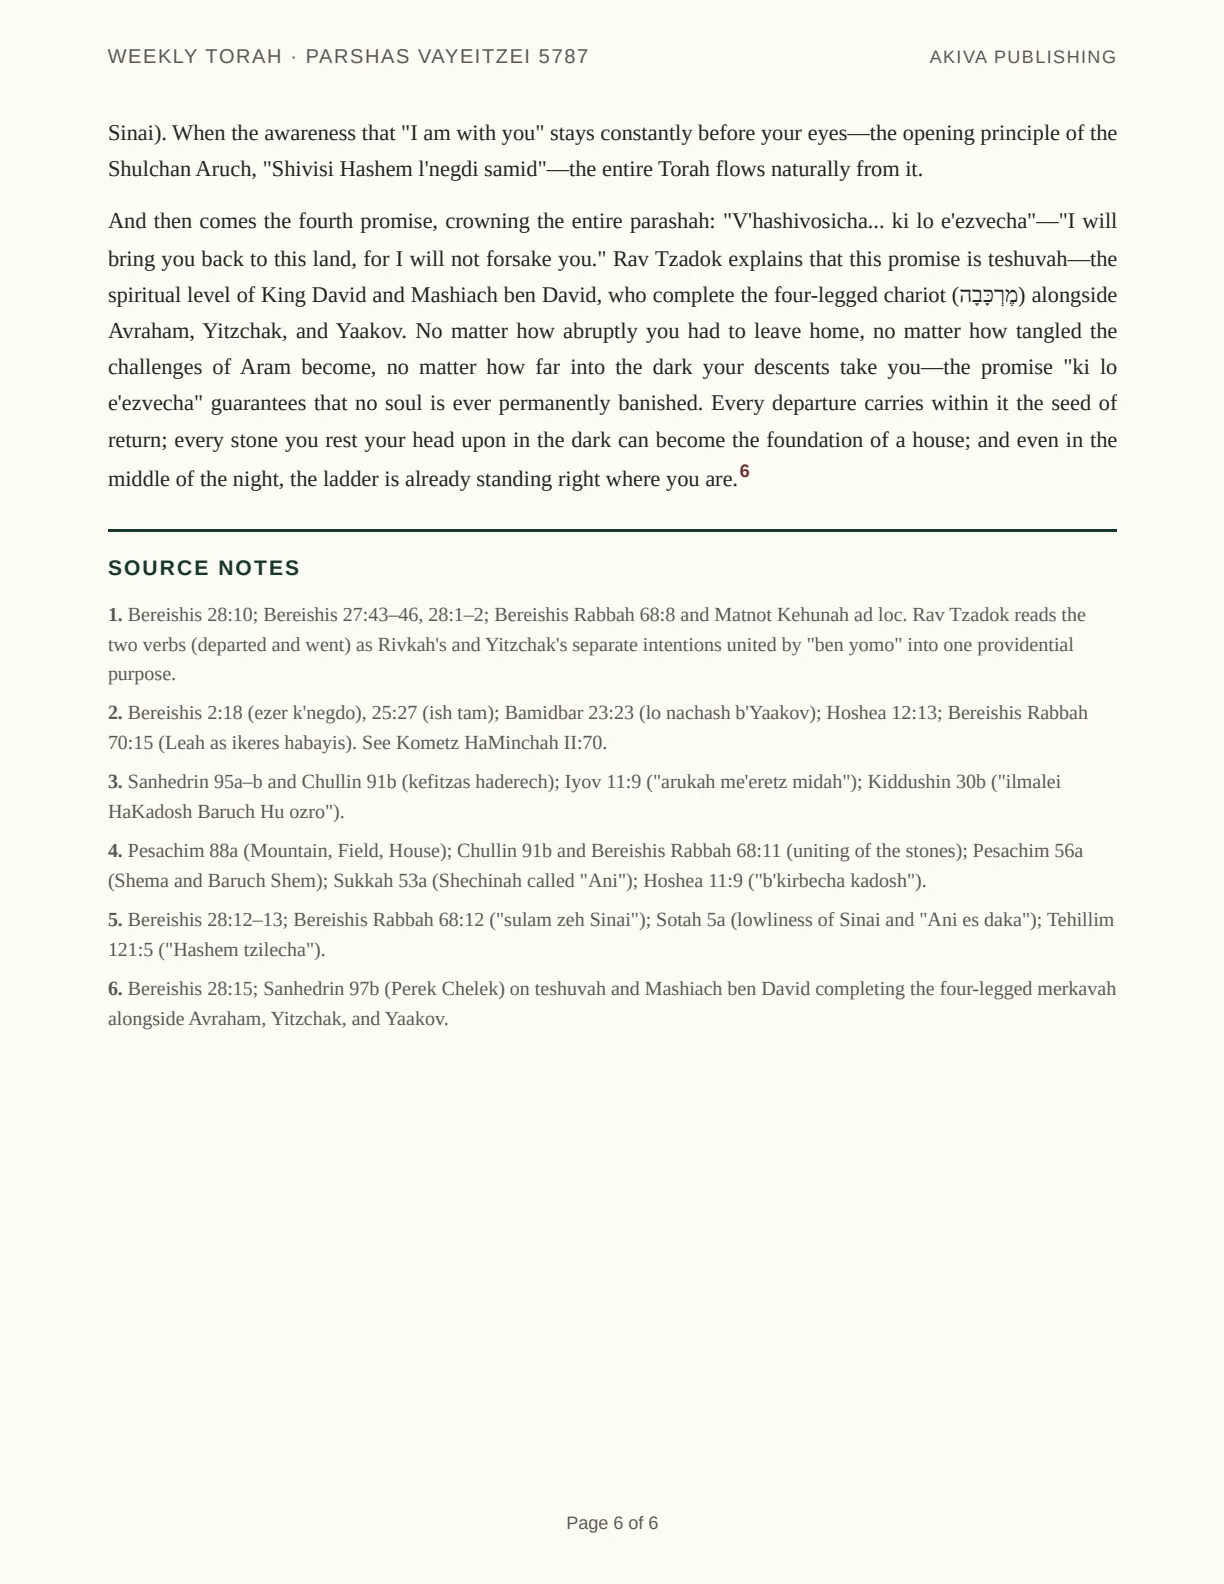 WEEKLY TORAH · PARSHAS VAYEITZEI 5787
AKIVA PUBLISHING
Sinai). When the awareness that "I am with you" stays constantly before your eyes—the opening principle of the
Shulchan Aruch, "Shivisi Hashem l'negdi samid"—the entire Torah flows naturally from it.
And then comes the fourth promise, crowning the entire parashah: "V'hashivosicha... ki lo e'ezvecha"—"I will
bring you back to this land, for I will not forsake you." Rav Tzadok explains that this promise is teshuvah—the
spiritual level of King David and Mashiach ben David, who complete the four-legged chariot (מֶרְכָּבָה) alongside
Avraham, Yitzchak, and Yaakov. No matter how abruptly you had to leave home, no matter how tangled the
challenges of Aram become, no matter how far into the dark your descents take you—the promise "ki lo
e'ezvecha" guarantees that no soul is ever permanently banished. Every departure carries within it the seed of
return; every stone you rest your head upon in the dark can become the foundation of a house; and even in the
middle of the night, the ladder is already standing right where you are.6
SOURCE NOTES
1. Bereishis 28:10; Bereishis 27:43–46, 28:1–2; Bereishis Rabbah 68:8 and Matnot Kehunah ad loc. Rav Tzadok reads the
two verbs (departed and went) as Rivkah's and Yitzchak's separate intentions united by "ben yomo" into one providential
purpose.
2. Bereishis 2:18 (ezer k'negdo), 25:27 (ish tam); Bamidbar 23:23 (lo nachash b'Yaakov); Hoshea 12:13; Bereishis Rabbah
70:15 (Leah as ikeres habayis). See Kometz HaMinchah II:70.
3. Sanhedrin 95a–b and Chullin 91b (kefitzas haderech); Iyov 11:9 ("arukah me'eretz midah"); Kiddushin 30b ("ilmalei
HaKadosh Baruch Hu ozro").
4. Pesachim 88a (Mountain, Field, House); Chullin 91b and Bereishis Rabbah 68:11 (uniting of the stones); Pesachim 56a
(Shema and Baruch Shem); Sukkah 53a (Shechinah called "Ani"); Hoshea 11:9 ("b'kirbecha kadosh").
5. Bereishis 28:12–13; Bereishis Rabbah 68:12 ("sulam zeh Sinai"); Sotah 5a (lowliness of Sinai and "Ani es daka"); Tehillim
121:5 ("Hashem tzilecha").
6. Bereishis 28:15; Sanhedrin 97b (Perek Chelek) on teshuvah and Mashiach ben David completing the four-legged merkavah
alongside Avraham, Yitzchak, and Yaakov.
Page 6 of 6